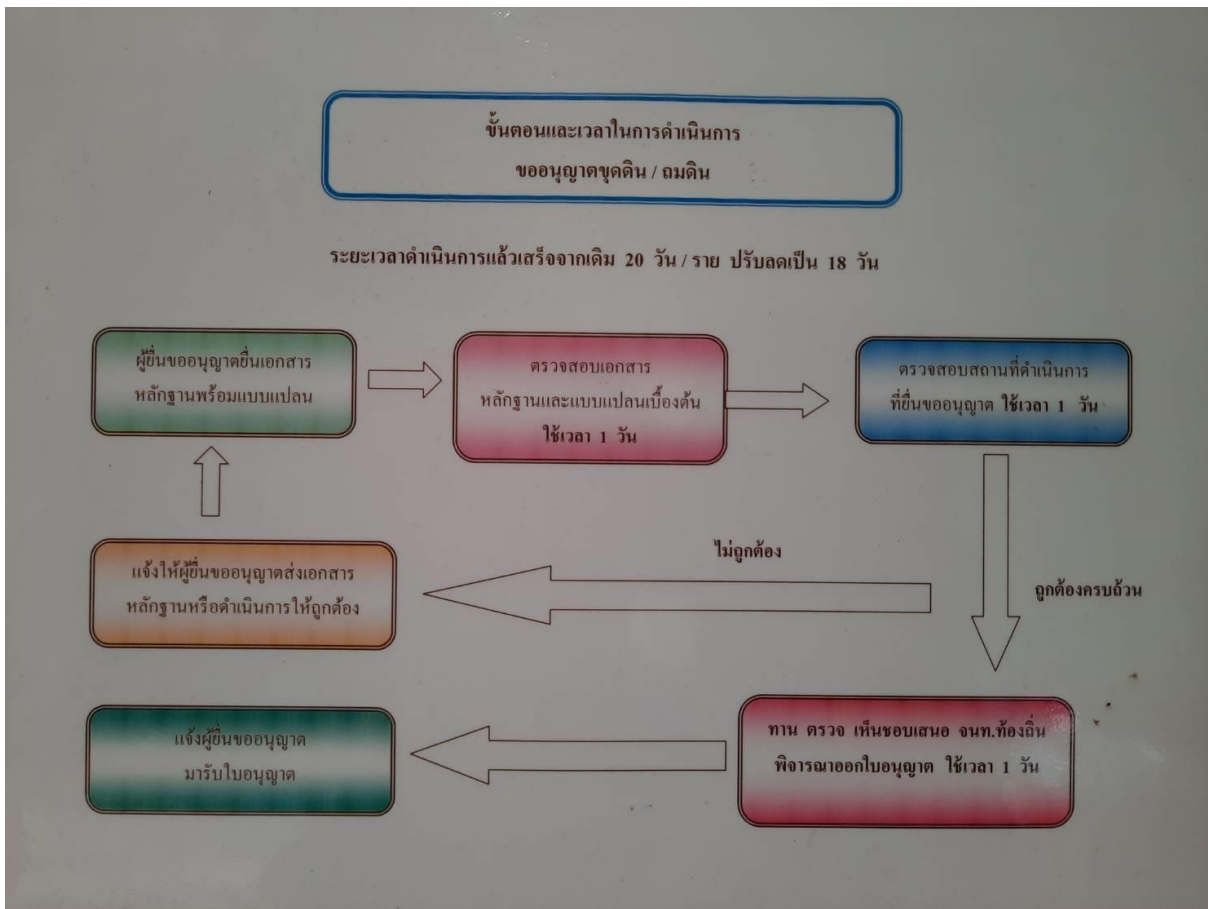 ขั้นตอนและเวลาในการดำเนินการ
ขออนุญาตขุดดิน / ถมดิน
ระยะเวลาดำเนินการแล้วเสร็จจากเดิม 20 วัน / ราย ปรับลดเป็น 18 วัน
ผู้ยื่นขออนุญาตยื่นเอกสาร
หลักฐานพร้อมแบบแปลน
ตรวจสอบเอกสาร
หลักฐานและแบบแปลนเบื้องต้น
ใช้เวลา 1 วัน
ตรวจสอบสถานที่ดำเนินการ
ที่ยื่นขออนุญาต ใช้เวลา 1 วัน
ไม่ถูกต้อง
ถูกต้องครบถ้วน
แจ้งให้ผู้ยื่นขออนุญาตส่งเอกสาร
หลักฐานหรือดำเนินการให้ถูกต้อง
ทาน ตรวจ เห็นชอบเสนอ จนท.ท้องถิ่น
พิจารณาออกใบอนุญาต ใช้เวลา 1 วัน
แจ้งผู้ยื่นขออนุญาต
มารับใบอนุญาต